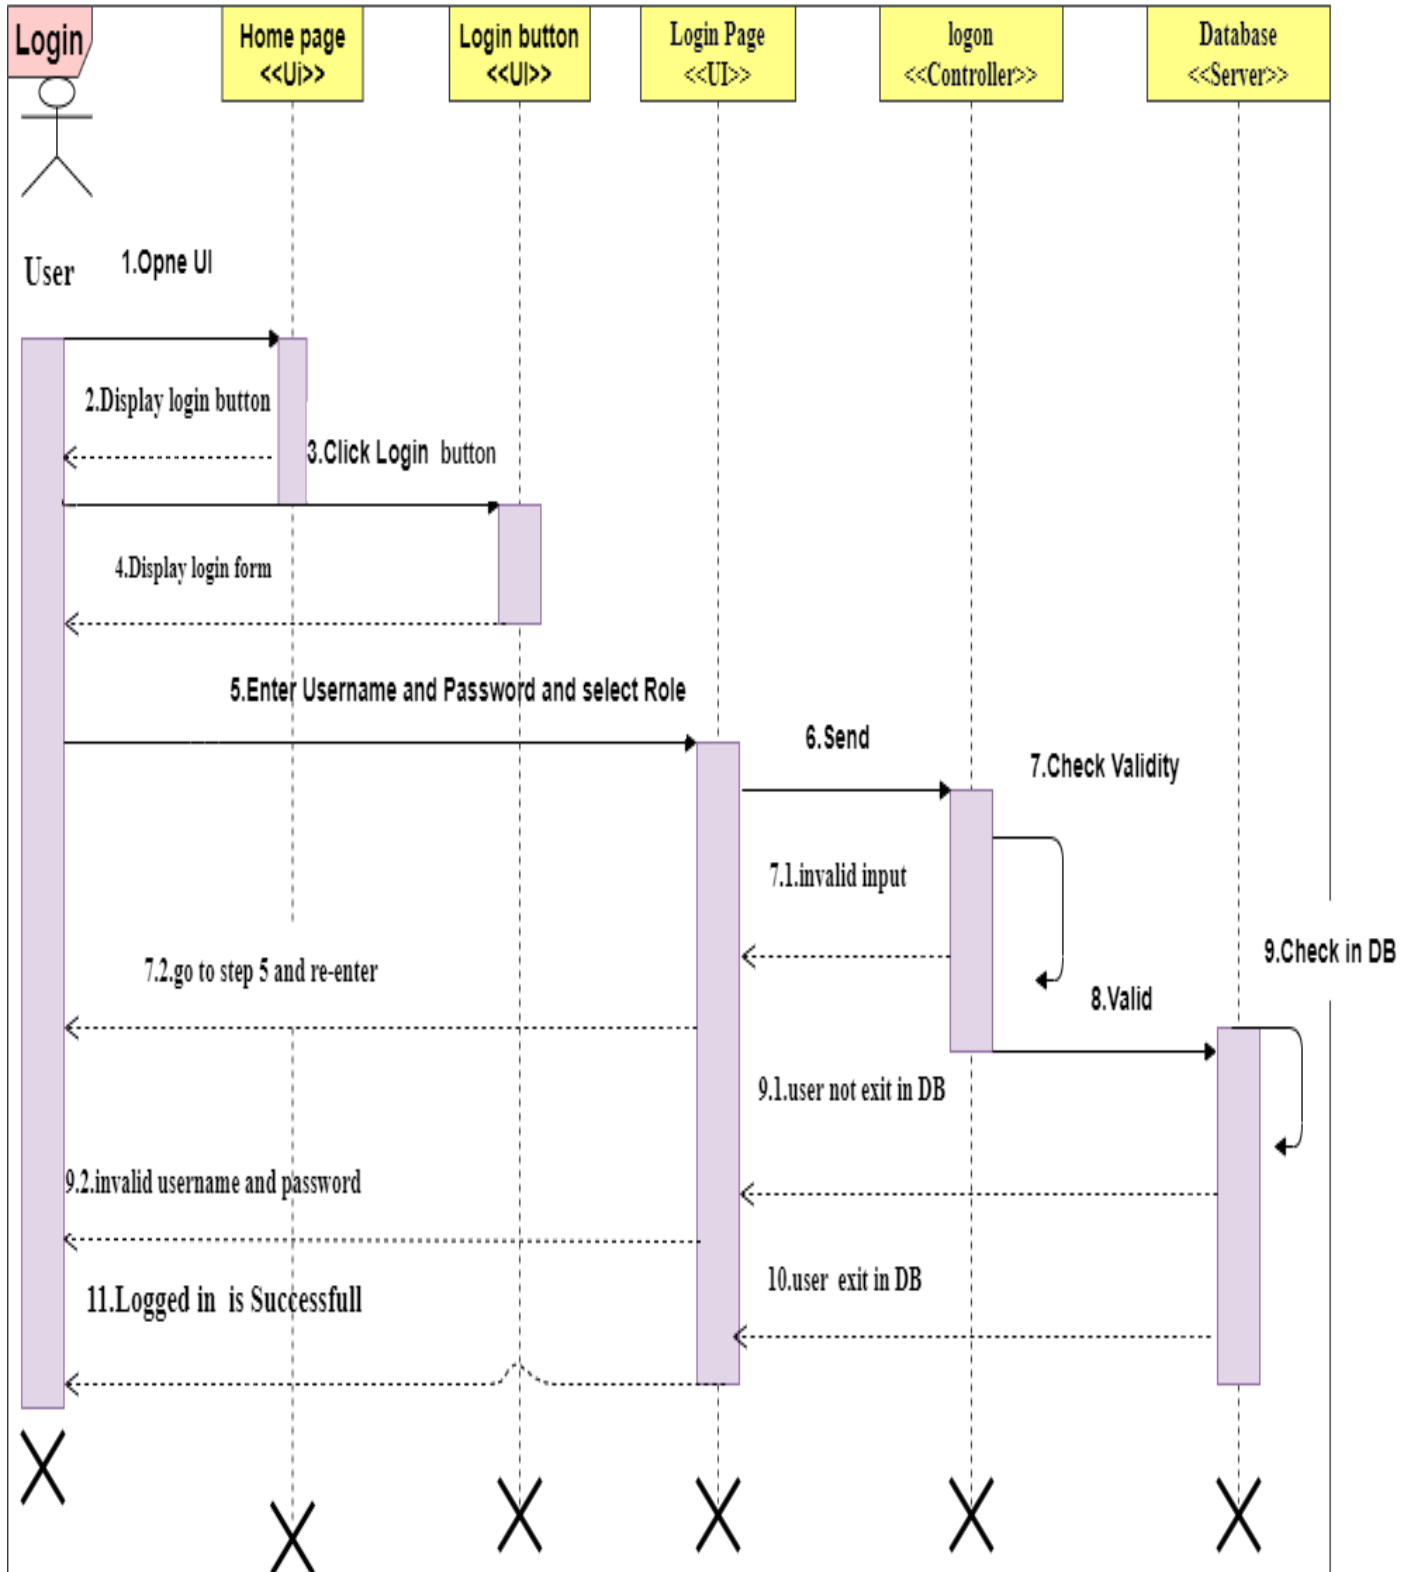 Login
Home page
<<Ui>>
Login button
<<UI>>
Login Page
<<UI>>
logon
<<Controller>>
Database
<<Server>>
User
1.Opne UI
2.Display login button
3.Click Login button
4.Display login form
5.Enter Username and Password and select Role
6.Send
7.Check Validity
7.1.invalid input
9.Check in DB
7.2.go to step 5 and re-enter
8.Valid
9.1.user not exit in DB
9.2.invalid username and password
10.user exit in DB
11.Logged in is Successfull